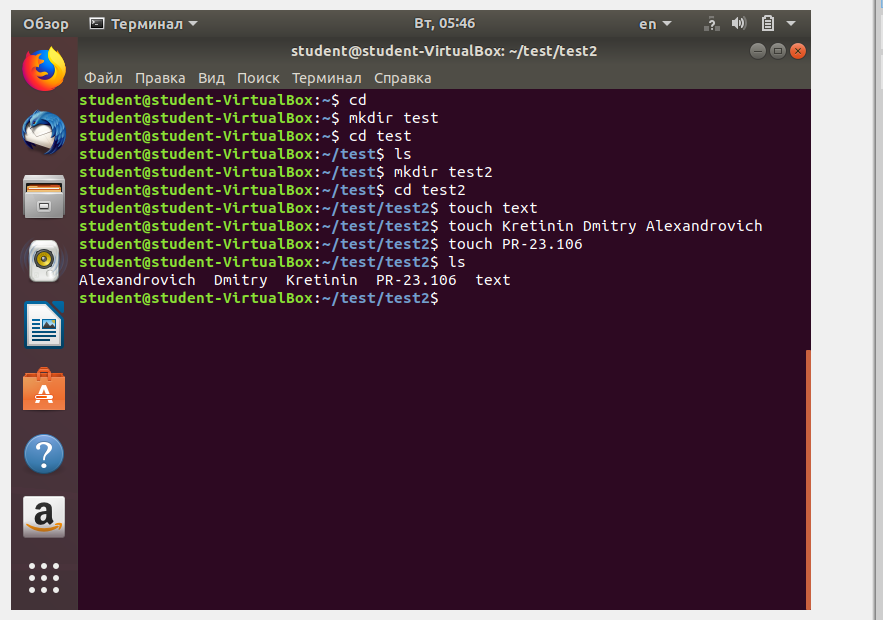 Обзор Терминал Вт, 05:46 en
student@student-VirtualBox: ~/test/test2
Файл Правка Вид Поиск Терминал Справка
student@student-VirtualBox:~$ cd
student@student-VirtualBox:~$ mkdir test
student@student-VirtualBox:~$ cd test
student@student-VirtualBox:~/test$ ls
student@student-VirtualBox:~/test$ mkdir test2
student@student-VirtualBox:~/test$ cd test2
student@student-VirtualBox:~/test/test2$ touch text
student@student-VirtualBox:~/test/test2$ touch Kretinin Dmitry Alexandrovich
student@student-VirtualBox:~/test/test2$ touch PR-23.106
student@student-VirtualBox:~/test/test2$ ls
Alexandrovich  Dmitry  Kretinin  PR-23.106  text
student@student-VirtualBox:~/test/test2$